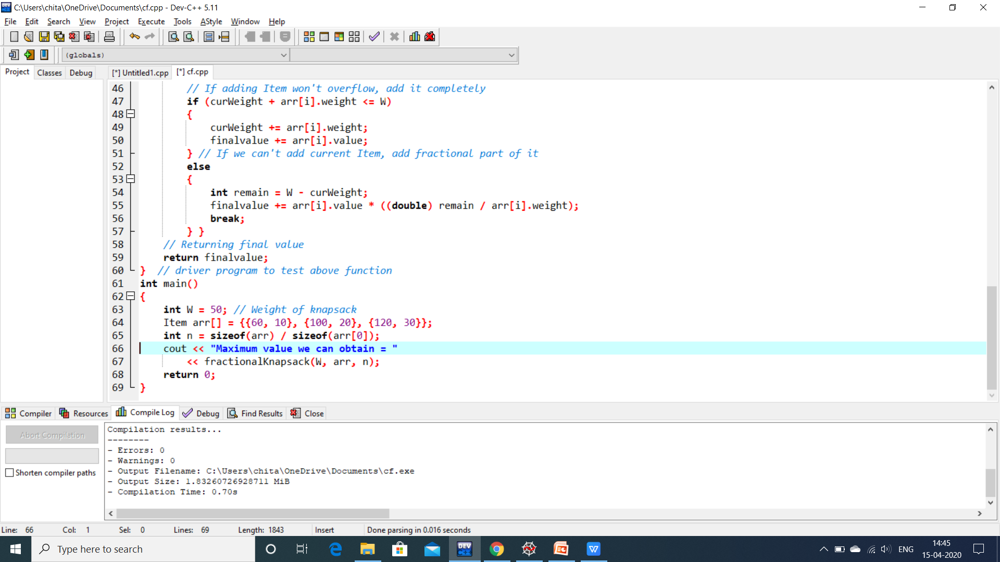 C:\Users\chita\OneDrive\Documents\cf.cpp - Dev-C++ 5.11
File Edit Search View Project Execute Tools AStyle Window Help
(globals)
Project Classes Debug [*] Untitled1.cpp [*] cf.cpp
46 // If adding Item won't overflow, add it completely
47 if (curWeight + arr[i].weight <= W)
48 {
49 curWeight += arr[i].weight;
50 finalvalue += arr[i].value;
51 } // If we can't add current Item, add fractional part of it
52 else
53 {
54 int remain = W - curWeight;
55 finalvalue += arr[i].value * ((double) remain / arr[i].weight);
56 break;
57 } }
58 // Returning final value
59 return finalvalue;
60 } // driver program to test above function
61 int main()
62 {
63 int W = 50; // Weight of knapsack
64 Item arr[] = {{60, 10}, {100, 20}, {120, 30}};
65 int n = sizeof(arr) / sizeof(arr[0]);
66 cout << "Maximum value we can obtain = "
67 << fractionalKnapsack(W, arr, n);
68 return 0;
69 }
Compiler Resources Compile Log Debug Find Results Close
Abort Compilation
Shorten compiler paths
Compilation results...
--------
- Errors: 0
- Warnings: 0
- Output Filename: C:\Users\chita\OneDrive\Documents\cf.exe
- Output Size: 1.83260726928711 MiB
- Compilation Time: 0.70s
Line: 66 Col: 1 Sel: 0 Lines: 69 Length: 1843 Insert Done parsing in 0.016 seconds
Type here to search
DEV C++
ENG
14:45
15-04-2020